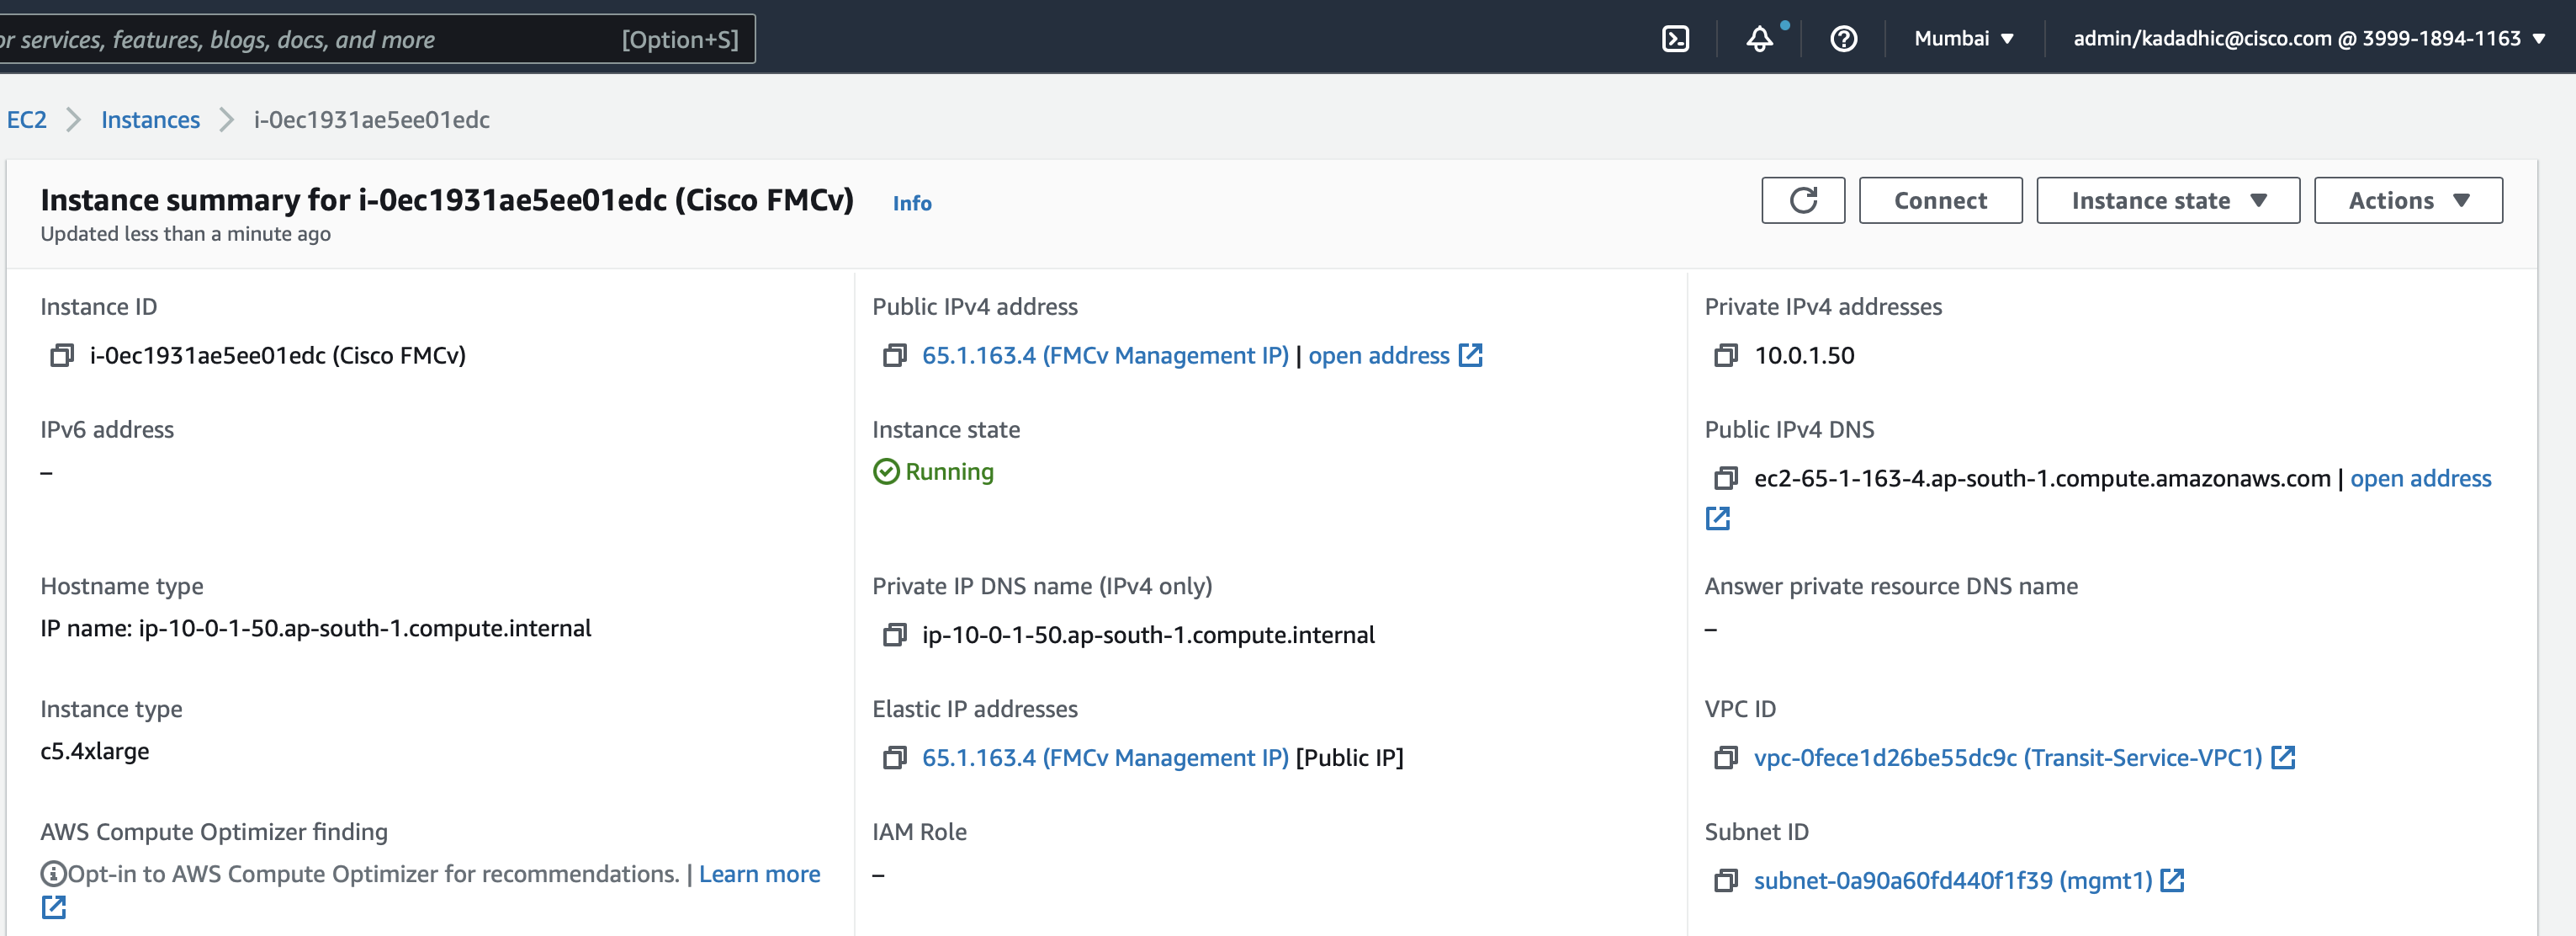 or services, features, blogs, docs, and more [Option+S]
Mumbai ▼ admin/kadadhic@cisco.com @ 3999-1894-1163 ▼
EC2 > Instances > i-0ec1931ae5ee01edc
Instance summary for i-0ec1931ae5ee01edc (Cisco FMCv) Info
Updated less than a minute ago
Connect
Instance state ▼
Actions ▼
Instance ID
i-0ec1931ae5ee01edc (Cisco FMCv)
Public IPv4 address
65.1.163.4 (FMCv Management IP) | open address
Private IPv4 addresses
10.0.1.50
IPv6 address
–
Instance state
Running
Public IPv4 DNS
ec2-65-1-163-4.ap-south-1.compute.amazonaws.com | open address
Hostname type
IP name: ip-10-0-1-50.ap-south-1.compute.internal
Private IP DNS name (IPv4 only)
ip-10-0-1-50.ap-south-1.compute.internal
Answer private resource DNS name
–
Instance type
c5.4xlarge
Elastic IP addresses
65.1.163.4 (FMCv Management IP) [Public IP]
VPC ID
vpc-0fece1d26be55dc9c (Transit-Service-VPC1)
AWS Compute Optimizer finding
Opt-in to AWS Compute Optimizer for recommendations. | Learn more
IAM Role
–
Subnet ID
subnet-0a90a60fd440f1f39 (mgmt1)